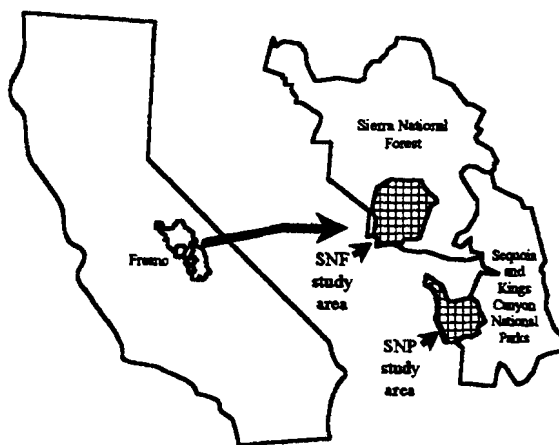 Sierra National
Forest
Fresno
SNF
study
area
Sequoia
and
Kings
Canyon
National
Parks
SNP
study
area